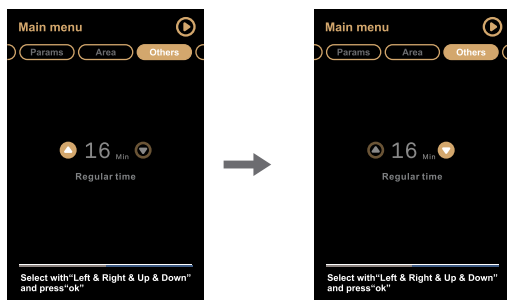 Main menu
Params Area Others
16 Min
Regular time
Select with“Left & Right & Up & Down”
and press“ok”
Main menu
Params Area Others
16 Min
Regular time
Select with“Left & Right & Up & Down”
and press“ok”